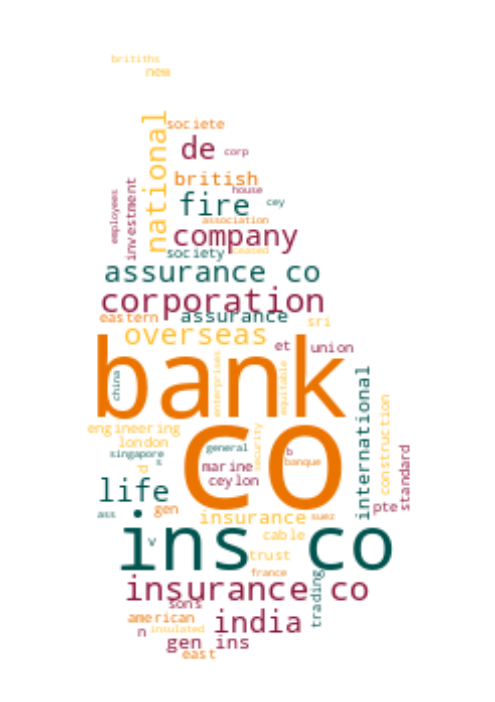 britiths
new
national
societe
de
corp
british
house
employees
investment
fire
cey
association
company
society
leased
assurance co
corporation
eastern
assurance
sri
overseas
et
union
bank
china
enterprises
equitable
international
construction
engineering
london
co
singapore
s
general
security
b
banque
d
marine
ceylon
standard
life
pte
ass
gen
insurance
suez
ins co
v
cable
trust
france
insurance co
trading
sons
american
india
n
insulated
gen ins
east